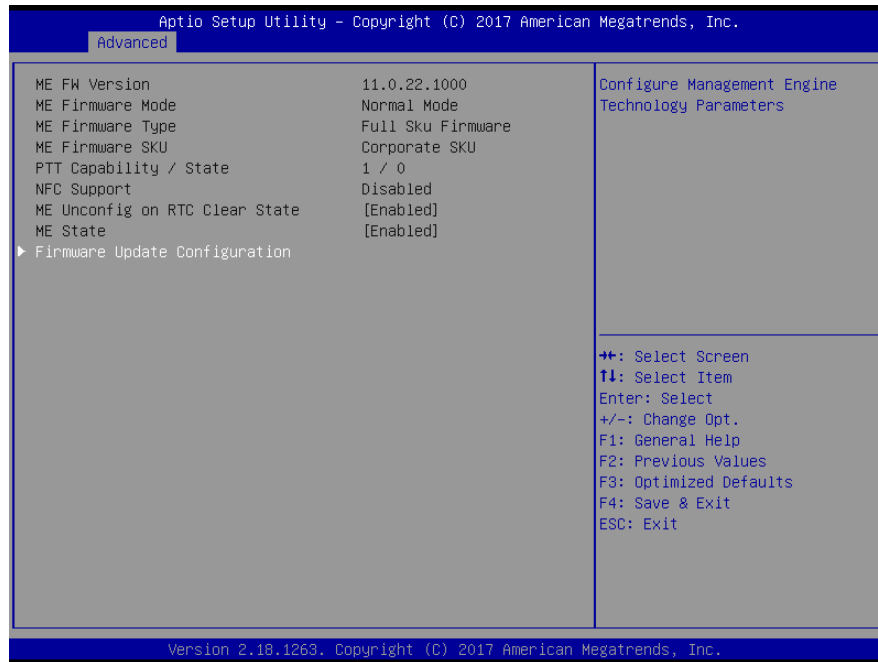 Aptio Setup Utility – Copyright (C) 2017 American Megatrends, Inc.
Advanced
ME FW Version 11.0.22.1000
ME Firmware Mode Normal Mode
ME Firmware Type Full Sku Firmware
ME Firmware SKU Corporate SKU
PTT Capability / State 1 / 0
NFC Support Disabled
ME Unconfig on RTC Clear State [Enabled]
ME State [Enabled]
Firmware Update Configuration
Configure Management Engine
Technology Parameters
→←: Select Screen
↑↓: Select Item
Enter: Select
+/-: Change Opt.
F1: General Help
F2: Previous Values
F3: Optimized Defaults
F4: Save & Exit
ESC: Exit
Version 2.18.1263. Copyright (C) 2017 American Megatrends, Inc.